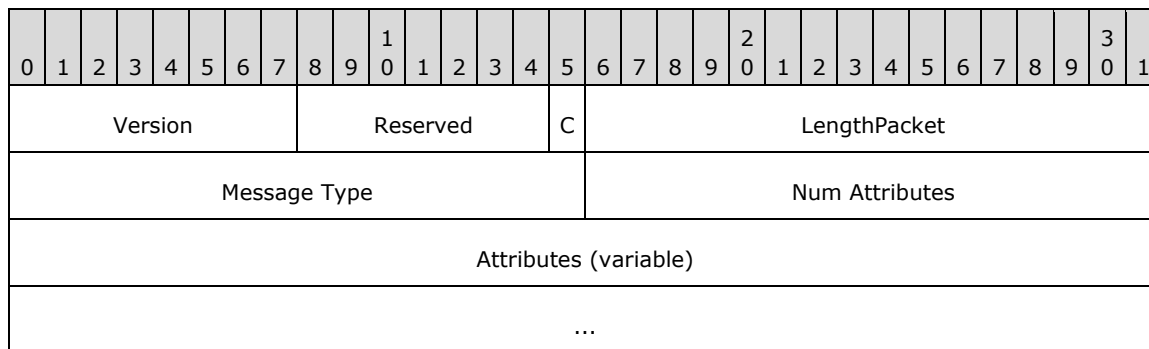 1 2 3
0 1 2 3 4 5 6 7 8 9 0 1 2 3 4 5 6 7 8 9 0 1 2 3 4 5 6 7 8 9 0 1
Version Reserved C LengthPacket
Message Type Num Attributes
Attributes (variable)
...